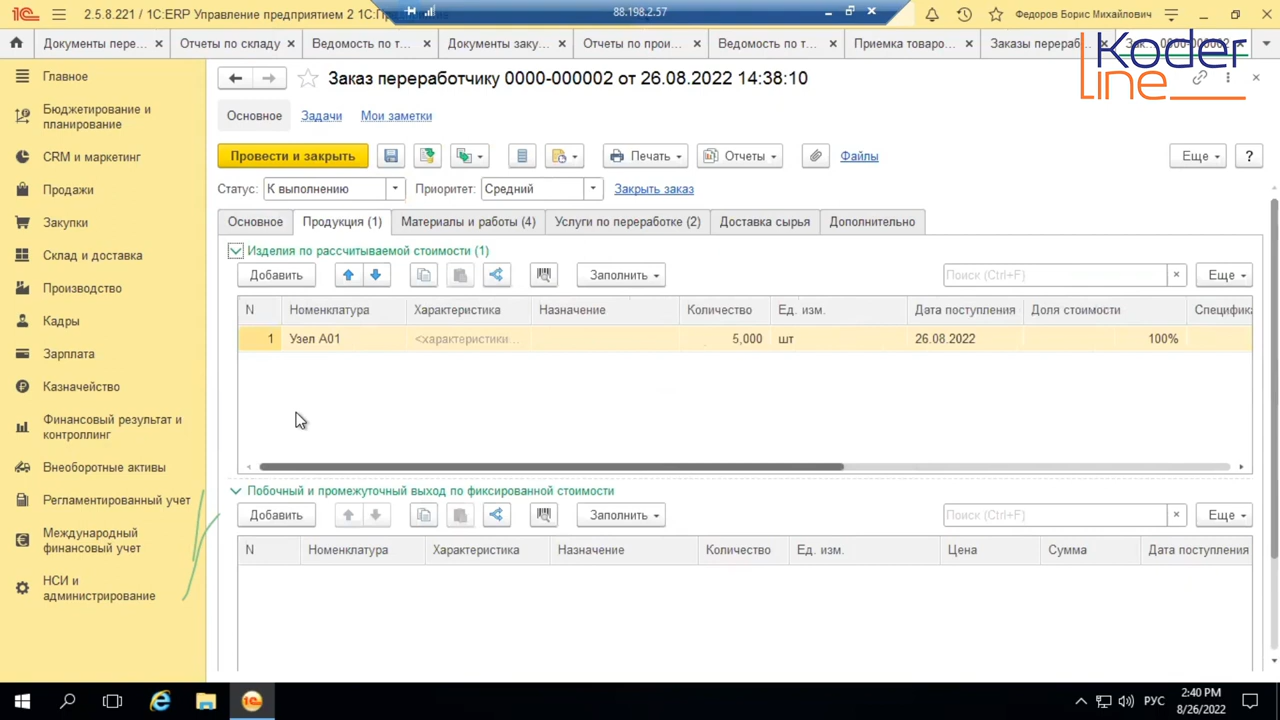 2.5.8.221 / 1С:ERP Управление предприятием 2 1С:Пр
88.198.2.57
Федоров Борис Михайлович
Документы пере...
Отчеты по складу
Ведомость по т...
Документы заку...
Отчеты по прои...
Ведомость по т...
Приемка товаро...
Заказы перераб
0000-000002
Koder
line
Главное
Бюджетирование и
планирование
CRM и маркетинг
Продажи
Закупки
Склад и доставка
Производство
Кадры
Зарплата
Казначейство
Финансовый результат и
контроллинг
Внеоборотные активы
Регламентированный учет
Международный
финансовый учет
НСИ и
администрирование
Заказ переработчику 0000-000002 от 26.08.2022 14:38:10
Основное Задачи Мои заметки
Провести и закрыть Печать Отчеты Файлы Еще ?
Статус: К выполнению Приоритет: Средний Закрыть заказ
Основное Продукция (1) Материалы и работы (4) Услуги по переработке (2) Доставка сырья Дополнительно
Изделия по рассчитываемой стоимости (1)
Добавить Заполнить Поиск (Ctrl+F) × Еще
N Номенклатура Характеристика Назначение Количество Ед. изм. Дата поступления Доля стоимости Специфика
1 Узел А01 <характеристики ... 5,000 шт 26.08.2022 100%
Побочный и промежуточный выход по фиксированной стоимости
Добавить Заполнить Поиск (Ctrl+F) × Еще
N Номенклатура Характеристика Назначение Количество Ед. изм. Цена Сумма Дата поступления
РУС
2:40 PM
8/26/2022